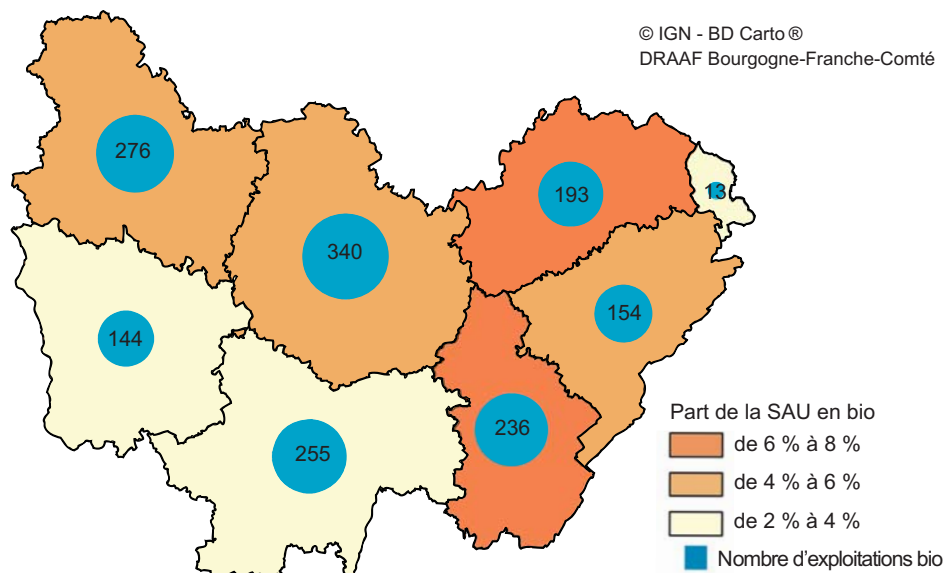 © IGN - BD Carto ®
DRAAF Bourgogne-Franche-Comté
276
193
13
340
154
144
236
255
Part de la SAU en bio
de 6 % à 8 %
de 4 % à 6 %
de 2 % à 4 %
Nombre d'exploitations bio